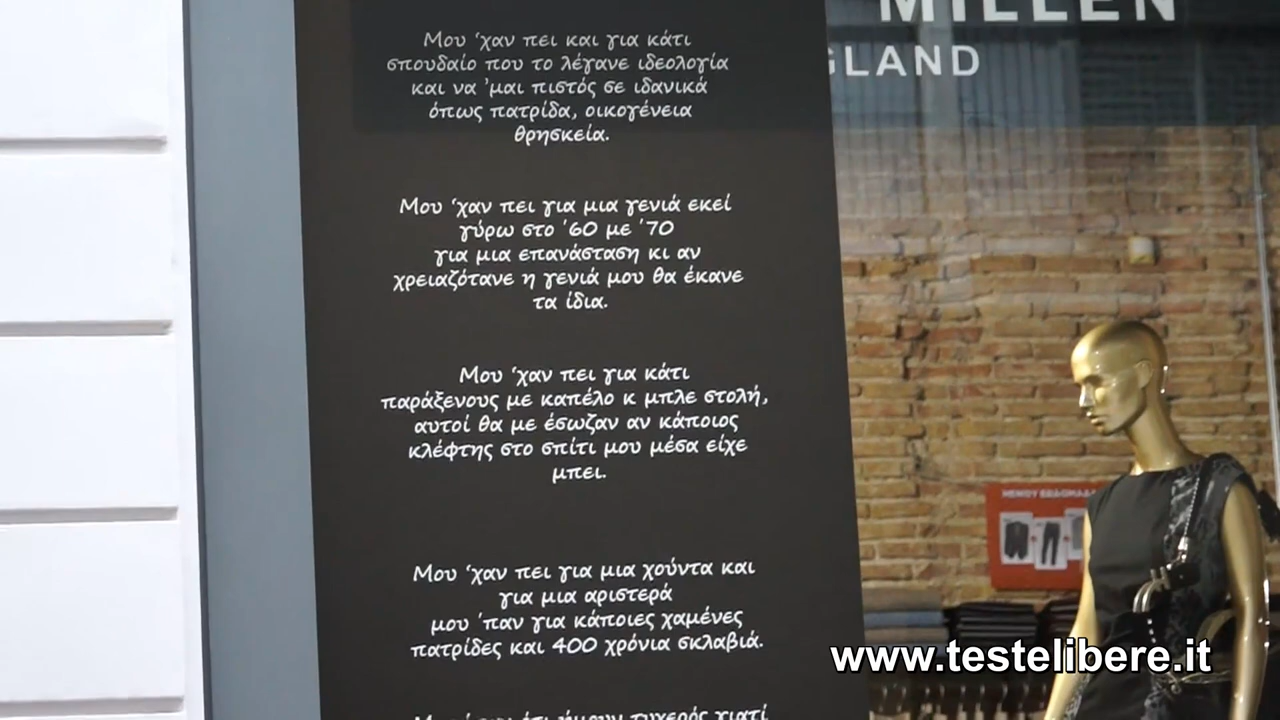 Μου ‘χαν πει και για κάτι
σπουδαίο που το λέγανε ιδεολογία
και να ’μαι πιστός σε ιδανικά
όπως πατρίδα, οικογένεια
θρησκεία.
Μου ‘χαν πει για μια γενιά εκεί
γύρω στο ΄60 με ΄70
για μια επανάσταση κι αν
χρειαζότανε η γενιά μου θα έκανε
τα ίδια.
Μου ‘χαν πει για κάτι
παράξενους με καπέλο κ μπλε στολή,
αυτοί θα με έσωζαν αν κάποιος
κλέφτης στο σπίτι μου μέσα είχε
μπει.
Μου ‘χαν πει για μια χούντα και
για μια αριστερά
μου ΄παν για κάποιες χαμένες
πατρίδες και 400 χρόνια σκλαβιά.
ότι ήμουν τυχερός γιατί
MILLEN
GLAND
www.testelibere.it